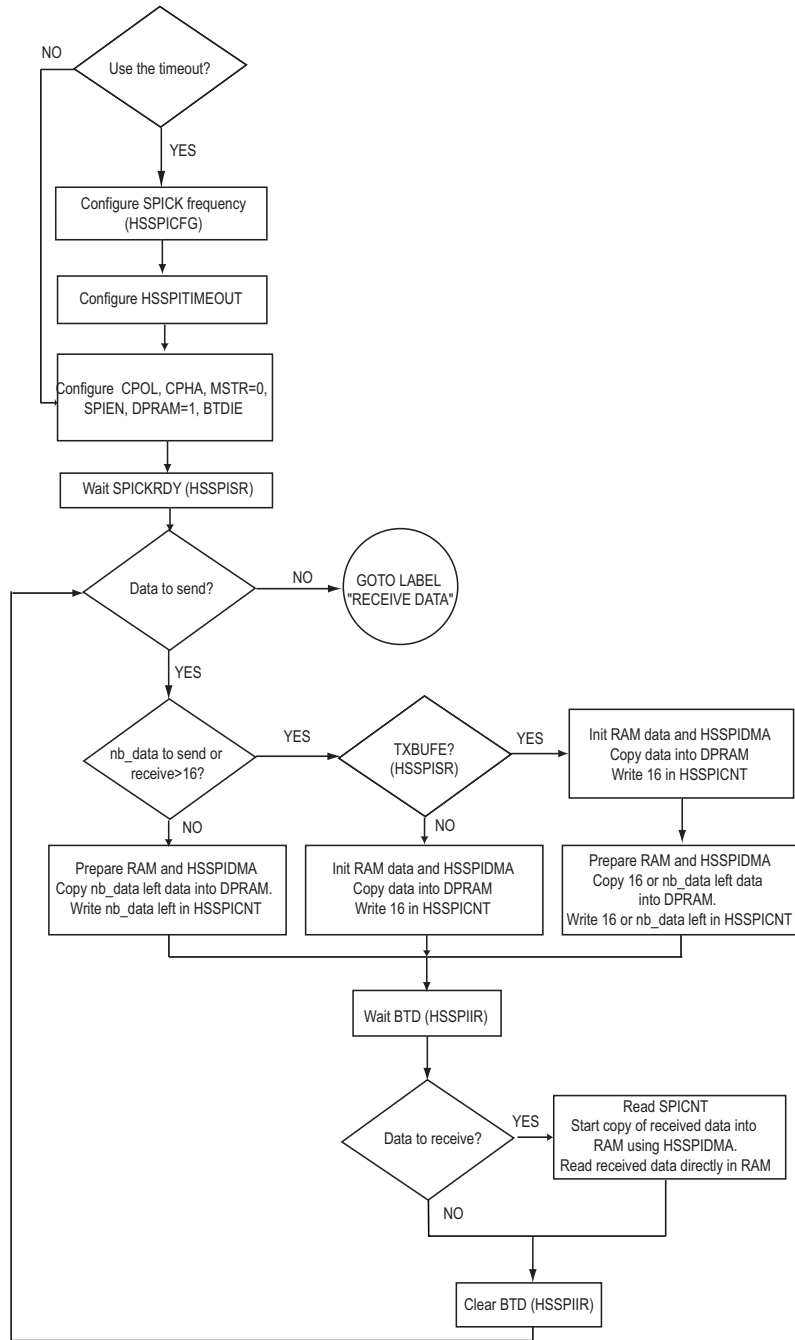 NO
Use the timeout?
YES
Configure SPICK frequency
(HSSPICFG)
Configure HSSPITIMEOUT
Configure CPOL, CPHA, MSTR=0,
SPIEN, DPRAM=1, BTDIE
Wait SPICKRDY (HSSPISR)
Data to send?
NO
GOTO LABEL
"RECEIVE DATA"
YES
nb_data to send or
receive>16?
YES
TXBUFE?
(HSSPISR)
YES
Init RAM data and HSSPIDMA
Copy data into DPRAM
Write 16 in HSSPICNT
NO
NO
Prepare RAM and HSSPIDMA
Copy nb_data left data into DPRAM.
Write nb_data left in HSSPICNT
Init RAM data and HSSPIDMA
Copy data into DPRAM
Write 16 in HSSPICNT
Prepare RAM and HSSPIDMA
Copy 16 or nb_data left data
into DPRAM.
Write 16 or nb_data left in HSSPICNT
Wait BTD (HSSPIIR)
Data to receive?
YES
Read SPICNT
Start copy of received data into
RAM using HSSPIDMA.
Read received data directly in RAM
NO
Clear BTD (HSSPIIR)